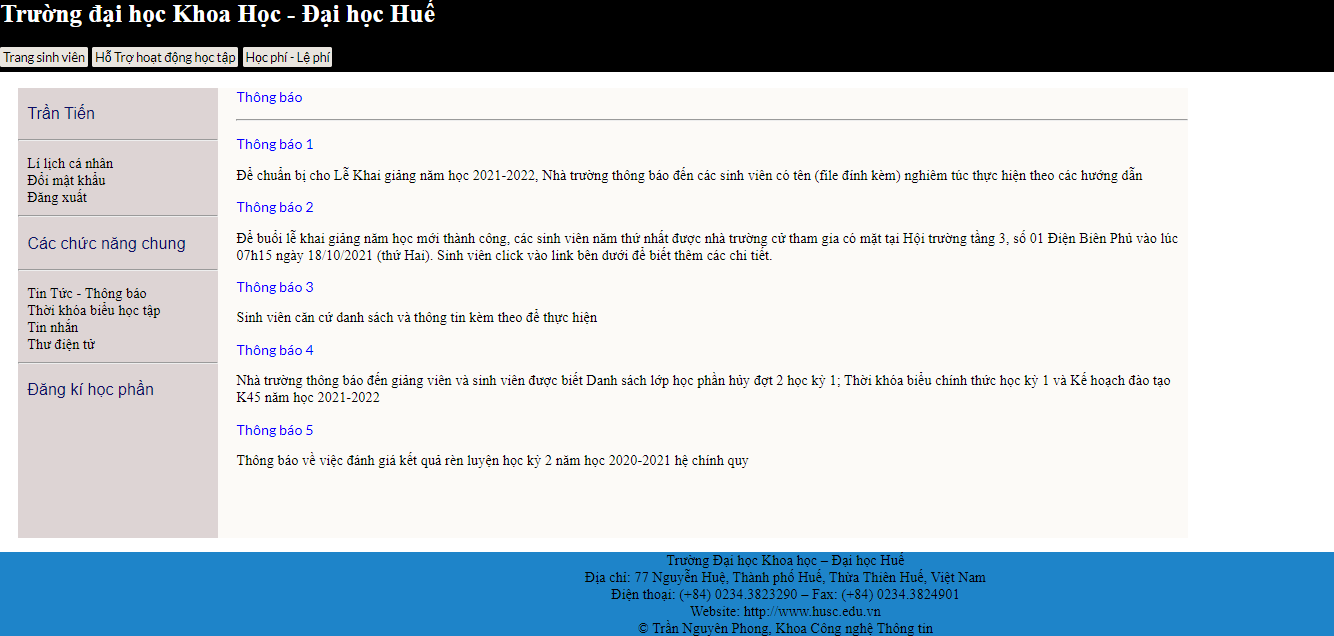 Trường đại học Khoa Học - Đại học Huế
Trang sinh viên Hỗ Trợ hoạt động học tập Học phí - Lệ phí
Trần Tiến
Lí lịch cá nhân
Đổi mật khẩu
Đăng xuất
Các chức năng chung
Tin Tức - Thông báo
Thời khóa biểu học tập
Tin nhắn
Thư điện tử
Đăng kí học phần
Thông báo
Thông báo 1
Để chuẩn bị cho Lễ Khai giảng năm học 2021-2022, Nhà trường thông báo đến các sinh viên có tên (file đính kèm) nghiêm túc thực hiện theo các hướng dẫn
Thông báo 2
Để buổi lễ khai giảng năm học mới thành công, các sinh viên năm thứ nhất được nhà trường cử tham gia có mặt tại Hội trường tầng 3, số 01 Điện Biên Phủ vào lúc
07h15 ngày 18/10/2021 (thứ Hai). Sinh viên click vào link bên dưới để biết thêm các chi tiết.
Thông báo 3
Sinh viên căn cứ danh sách và thông tin kèm theo để thực hiện
Thông báo 4
Nhà trường thông báo đến giảng viên và sinh viên được biết Danh sách lớp học phần hủy đợt 2 học kỳ 1; Thời khóa biểu chính thức học kỳ 1 và Kế hoạch đào tạo
K45 năm học 2021-2022
Thông báo 5
Thông báo về việc đánh giá kết quả rèn luyện học kỳ 2 năm học 2020-2021 hệ chính quy
Trường Đại học Khoa học – Đại học Huế
Địa chỉ: 77 Nguyễn Huệ, Thành phố Huế, Thừa Thiên Huế, Việt Nam
Điện thoại: (+84) 0234.3823290 – Fax: (+84) 0234.3824901
Website: http://www.husc.edu.vn
© Trần Nguyên Phong, Khoa Công nghệ Thông tin